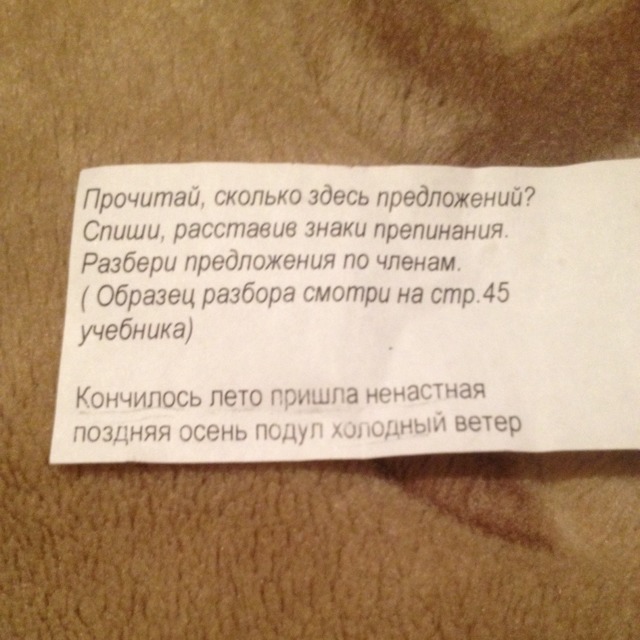 Прочитай, сколько здесь предложений?
Спиши, расставив знаки препинания.
Разбери предложения по членам.
( Образец разбора смотри на стр.45
учебника)
Кончилось лето пришла ненастная
поздняя осень подул холодный ветер